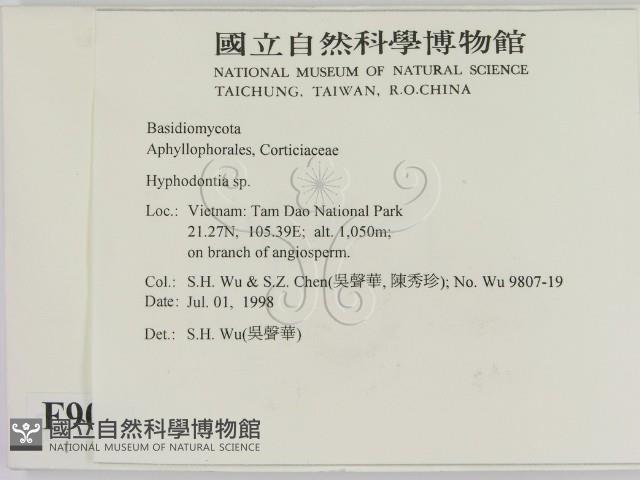 國立自然科學博物館
NATIONAL MUSEUM OF NATURAL SCIENCE
TAICHUNG, TAIWAN, R.O.CHINA
Basidiomycota
Aphyllophorales, Corticiaceae
Hyphodontia sp.
Loc.: Vietnam: Tam Dao National Park
21.27N, 105.39E; alt. 1,050m;
on branch of angiosperm.
Col.: S.H. Wu & S.Z. Chen(吳聲華, 陳秀珍); No. Wu 9807-19
Date: Jul. 01, 1998
Det.: S.H. Wu(吳聲華)
國立自然科學博物館
NATIONAL MUSEUM OF NATURAL SCIENCE